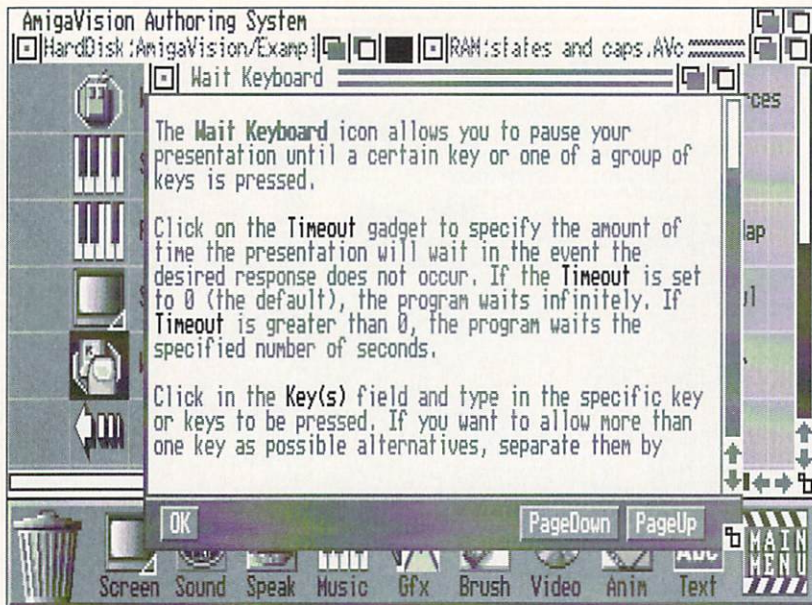 AmigaVision Authoring System
HardDisk:AmigaVision/Exampl
RAM:states and caps.AVc
Wait Keyboard
The Wait Keyboard icon allows you to pause your
presentation until a certain key or one of a group of
keys is pressed.
Click on the Timeout gadget to specify the amount of
time the presentation will wait in the event the
desired response does not occur. If the Timeout is set
to 0 (the default), the program waits infinitely. If
Timeout is greater than 0, the program waits the
specified number of seconds.
Click in the Key(s) field and type in the specific key
or keys to be pressed. If you want to allow more than
one key as possible alternatives, separate them by
OK
PageDown
PageUp
Screen
Sound
Speak
Music
Gfx
Brush
Video
Anim
Text
MAIN
MENU